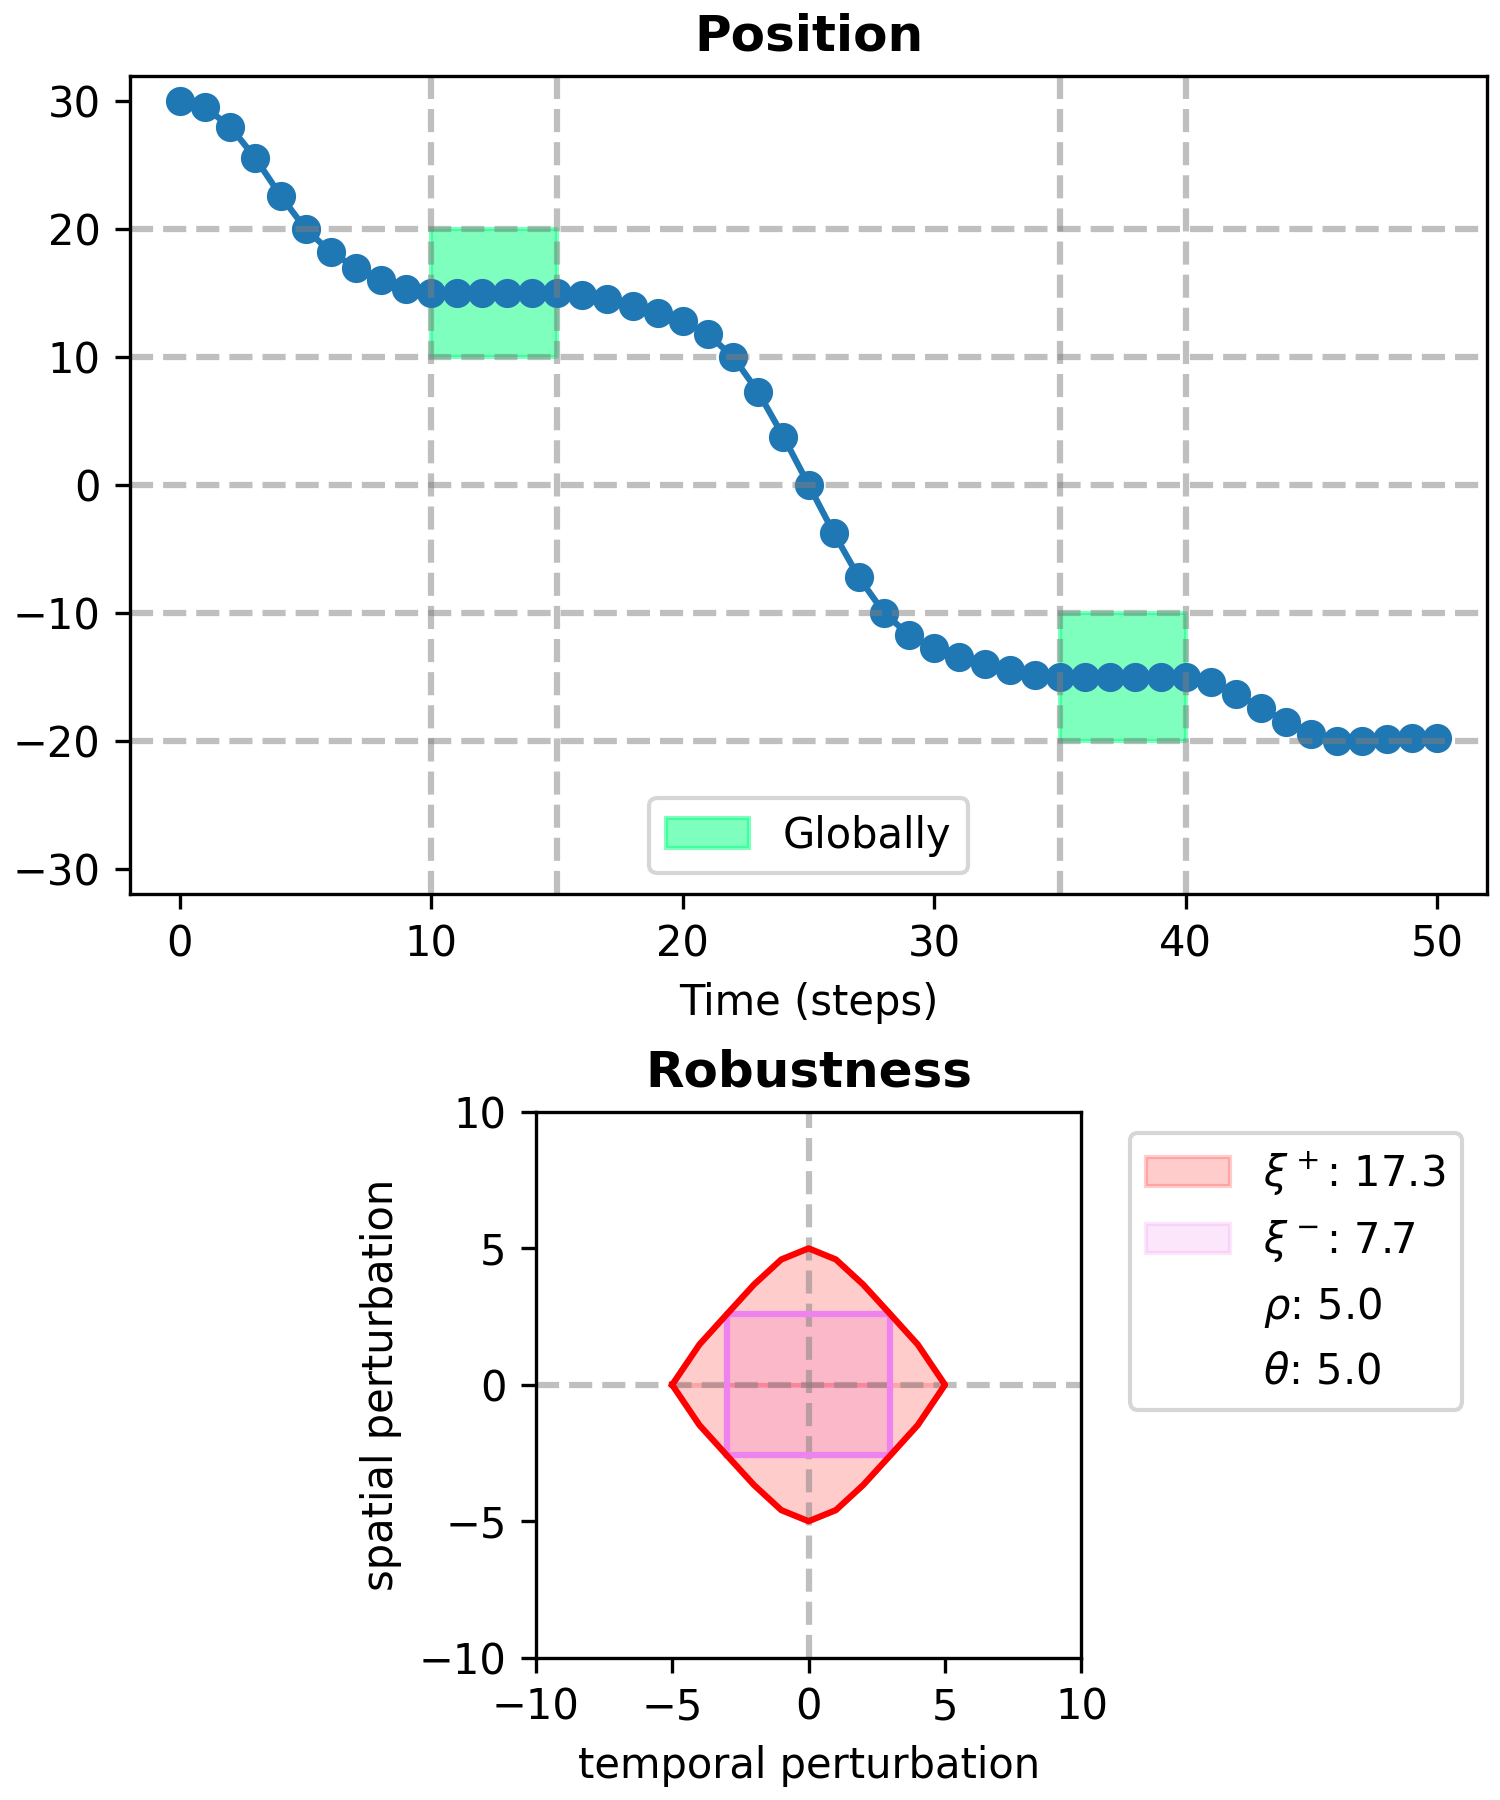 Position
30
20
10
0
−10
−20
−30
Globally
0 10 20 30 40 50
Time (steps)
Robustness
10
5
0
−5
−10
spatial perturbation
−10 −5 0 5 10
temporal perturbation
ξ⁺: 17.3
ξ⁻: 7.7
ρ: 5.0
θ: 5.0